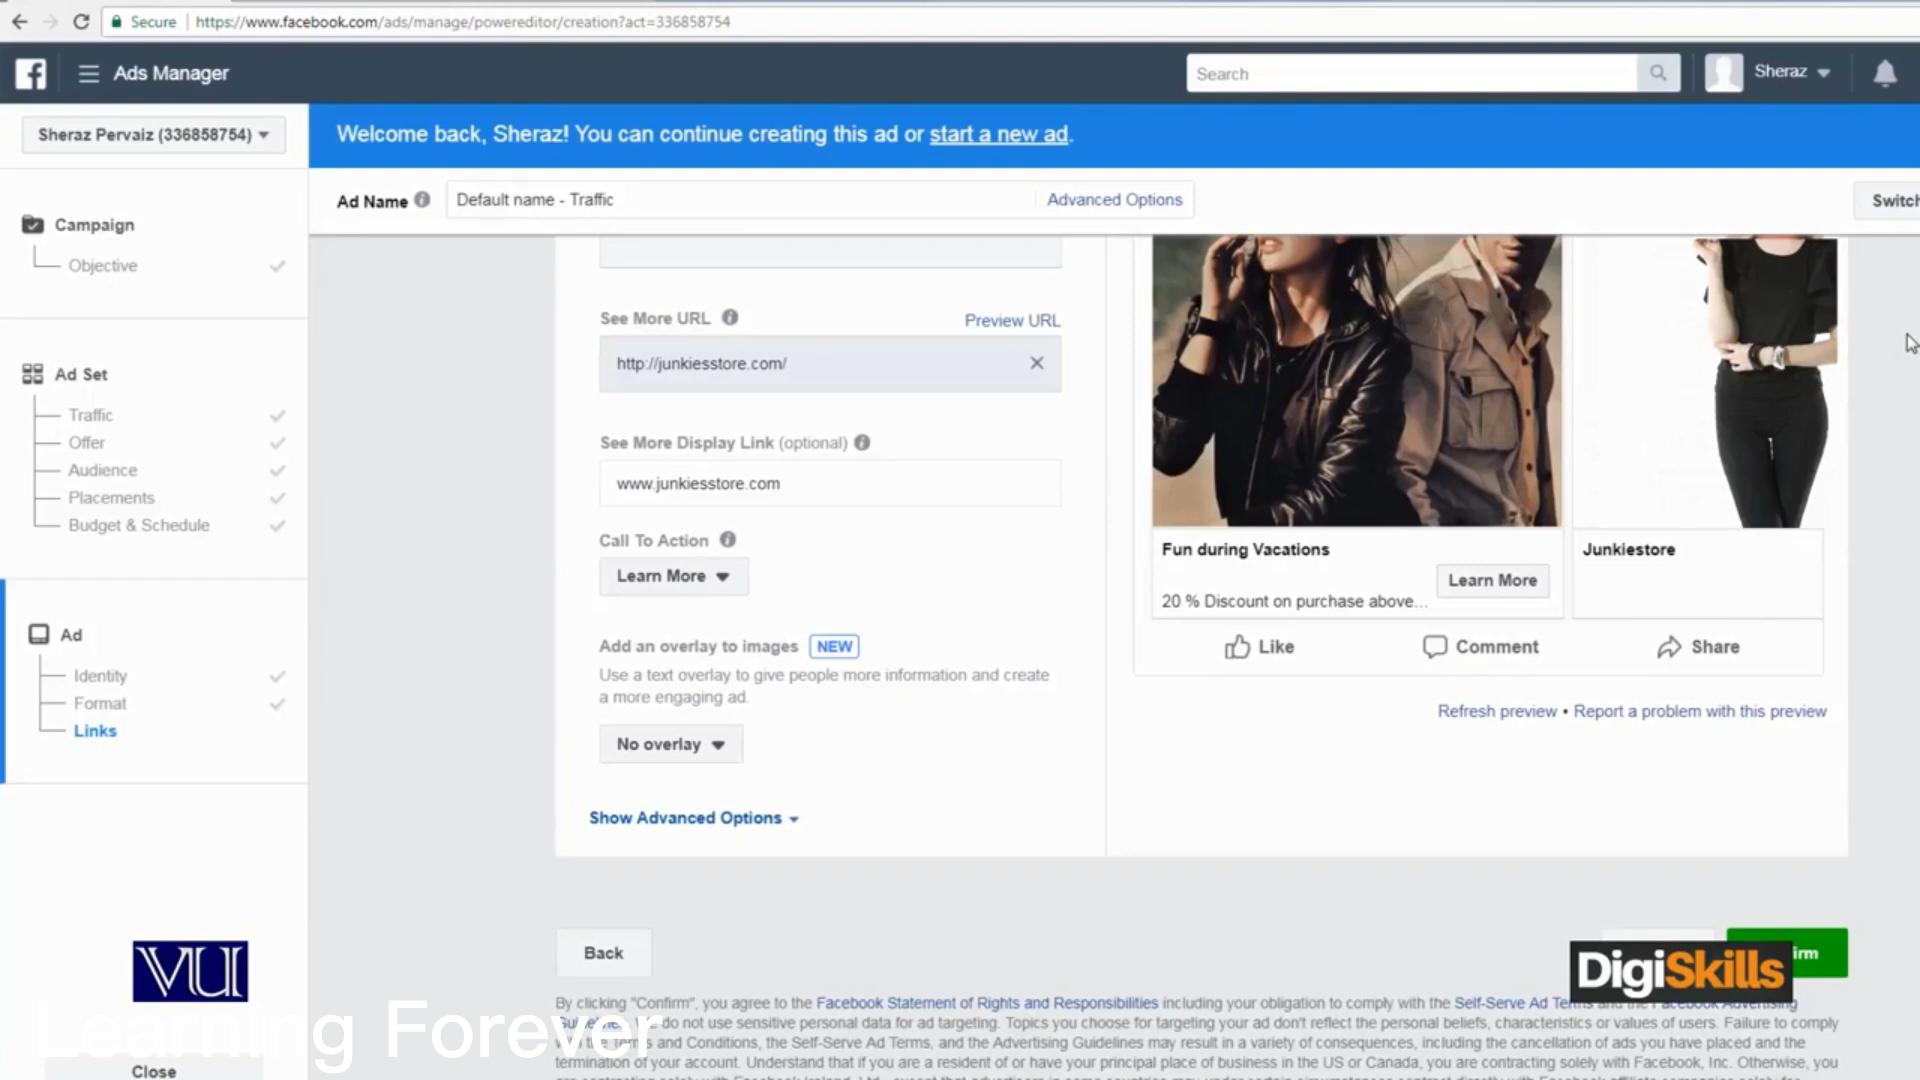 Secure https://www.facebook.com/ads/manage/powereditor/creation?act=336858754
Ads Manager
Search
Sheraz
Sheraz Pervaiz (336858754)
Welcome back, Sheraz! You can continue creating this ad or start a new ad.
Ad Name
Default name - Traffic
Advanced Options
Switch
Campaign
Objective
Ad Set
Traffic
Offer
Audience
Placements
Budget & Schedule
Ad
Identity
Format
Links
See More URL
Preview URL
http://junkiesstore.com/
See More Display Link (optional)
www.junkiesstore.com
Call To Action
Learn More
Add an overlay to images NEW
Use a text overlay to give people more information and create
a more engaging ad.
No overlay
Show Advanced Options
Fun during Vacations
20 % Discount on purchase above...
Learn More
Junkiestore
Like
Comment
Share
Refresh preview • Report a problem with this preview
Back
DigiSkills
VU
Learning Forever
Close
By clicking "Confirm", you agree to the Facebook Statement of Rights and Responsibilities including your obligation to comply with the Self-Serve Ad Terms and the Facebook Advertising
do not use sensitive personal data for ad targeting. Topics you choose for targeting your ad don't reflect the personal beliefs, characteristics or values of users. Failure to comply
Terms and Conditions, the Self-Serve Ad Terms, and the Advertising Guidelines may result in a variety of consequences, including the cancellation of ads you have placed and the
termination of your account. Understand that if you are a resident of or have your principal place of business in the US or Canada, you are contracting solely with Facebook, Inc. Otherwise, you